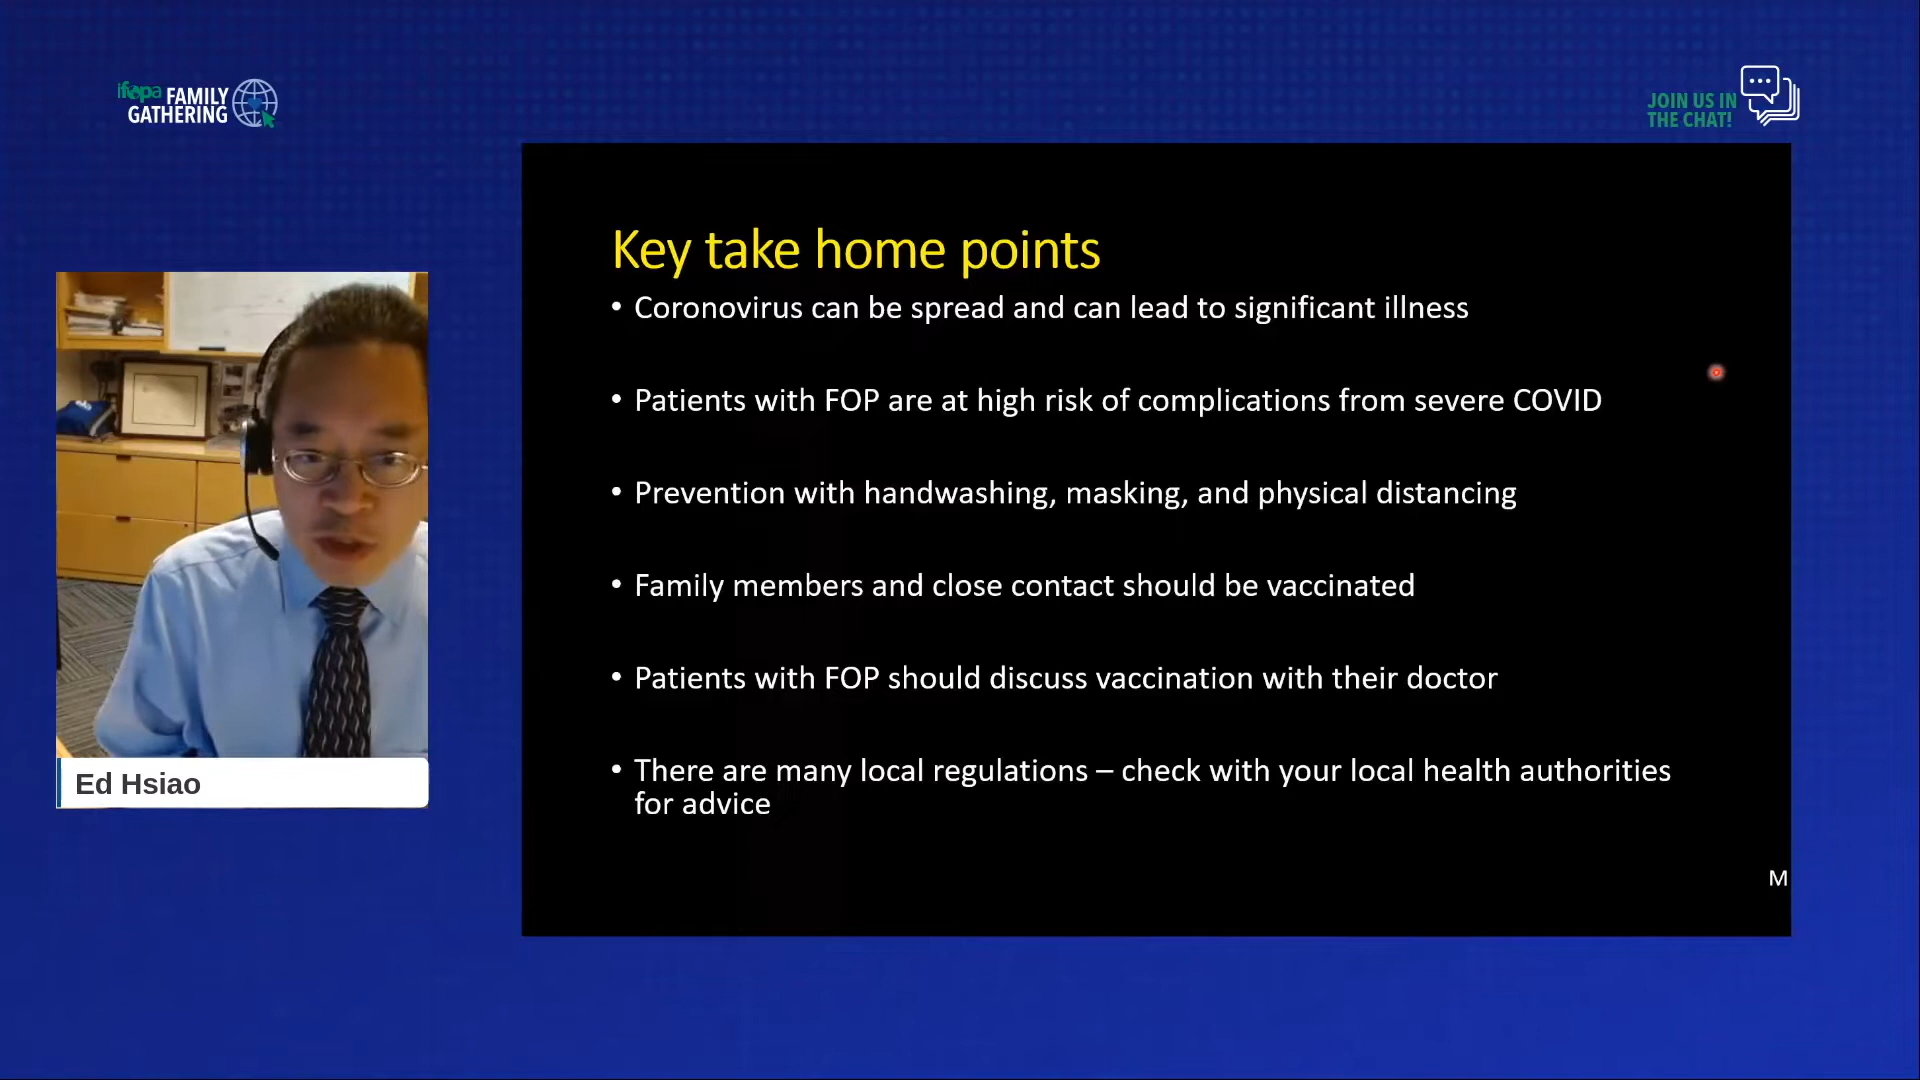 ifopa FAMILY
GATHERING
JOIN US IN
THE CHAT!
Key take home points
• Coronovirus can be spread and can lead to significant illness
• Patients with FOP are at high risk of complications from severe COVID
• Prevention with handwashing, masking, and physical distancing
• Family members and close contact should be vaccinated
• Patients with FOP should discuss vaccination with their doctor
• There are many local regulations – check with your local health authorities
for advice
M
Ed Hsiao